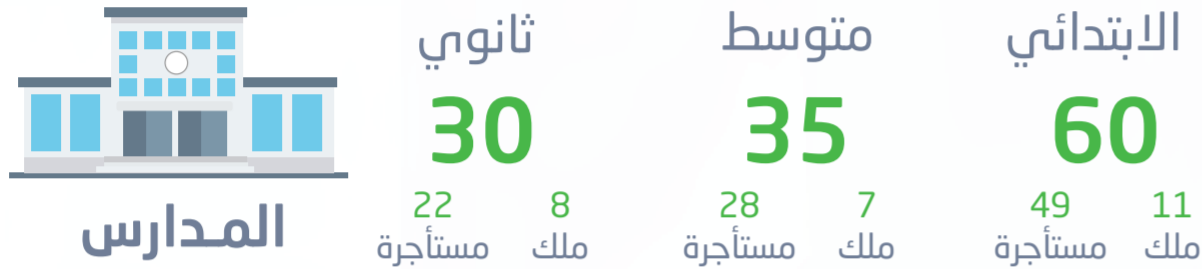 الابتدائي متوسط ثانوي
60 35 30
11 49 7 28 8 22
ملك مستأجرة ملك مستأجرة ملك مستأجرة
المدارس